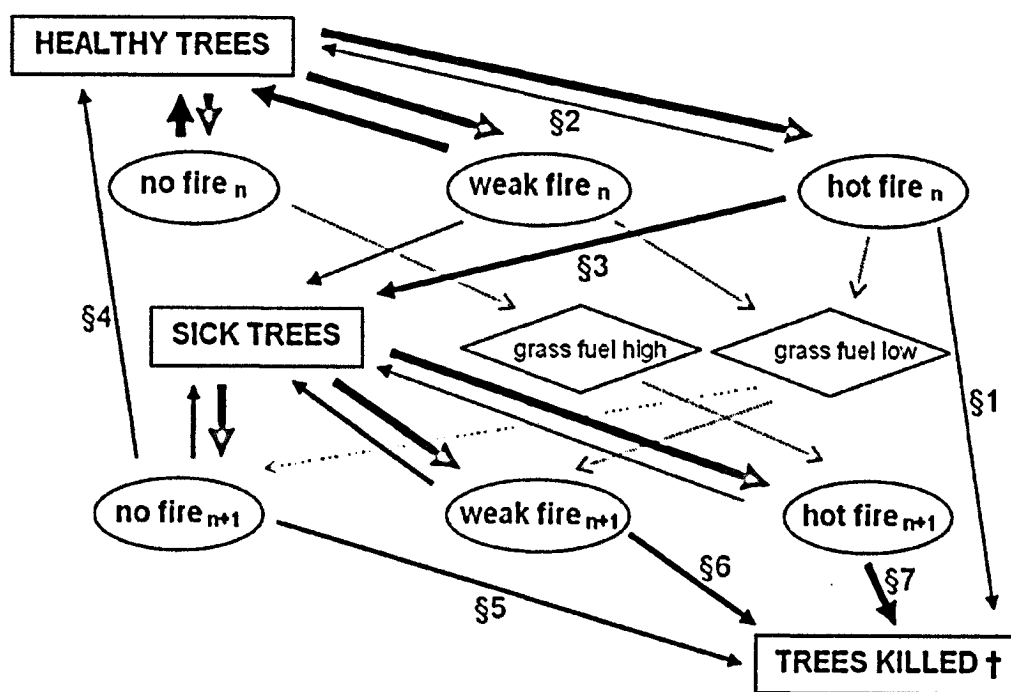 HEALTHY TREES
§2
no fire n
weak fire n
hot fire n
§3
§4
SICK TREES
grass fuel high
grass fuel low
§1
no fire n+1
weak fire n+1
hot fire n+1
§6
§7
§5
TREES KILLED †